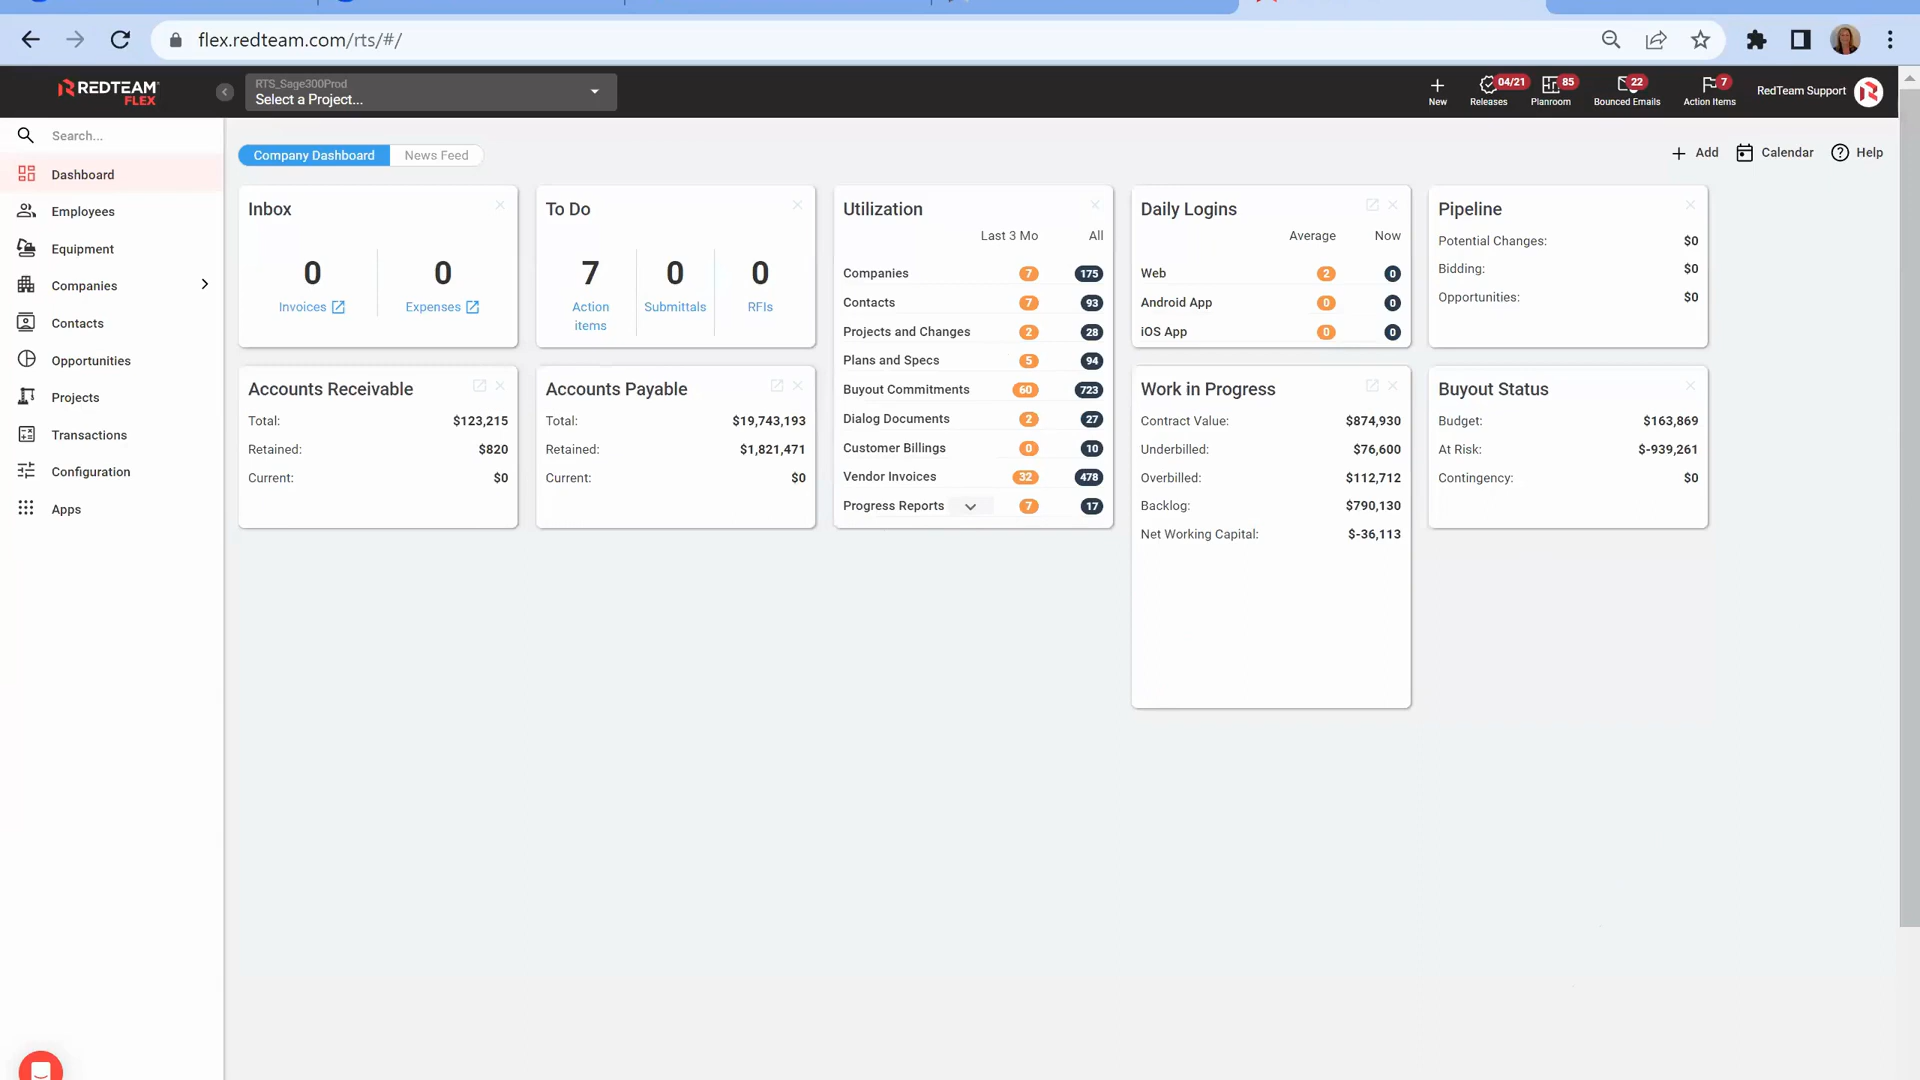 flex.redteam.com/rts/#/
REDTEAM
FLEX
RTS_Sage300Prod
Select a Project...
New
04/21
Releases
85
Planroom
22
Bounced Emails
7
Action Items
RedTeam Support
Search...
Dashboard
Employees
Equipment
Companies
Contacts
Opportunities
Projects
Transactions
Configuration
Apps
Company Dashboard News Feed
Add Calendar Help
Inbox
0 0
Invoices Expenses
To Do
7 0 0
Action items Submittals RFIs
Utilization
Last 3 Mo All
Companies 7 175
Contacts 7 93
Projects and Changes 2 28
Plans and Specs 5 94
Buyout Commitments 60 723
Dialog Documents 2 27
Customer Billings 0 10
Vendor Invoices 32 478
Progress Reports 7 17
Daily Logins
Average Now
Web 2 0
Android App 0 0
iOS App 0 0
Pipeline
Potential Changes: $0
Bidding: $0
Opportunities: $0
Accounts Receivable
Total: $123,215
Retained: $820
Current: $0
Accounts Payable
Total: $19,743,193
Retained: $1,821,471
Current: $0
Work in Progress
Contract Value: $874,930
Underbilled: $76,600
Overbilled: $112,712
Backlog: $790,130
Net Working Capital: $-36,113
Buyout Status
Budget: $163,869
At Risk: $-939,261
Contingency: $0